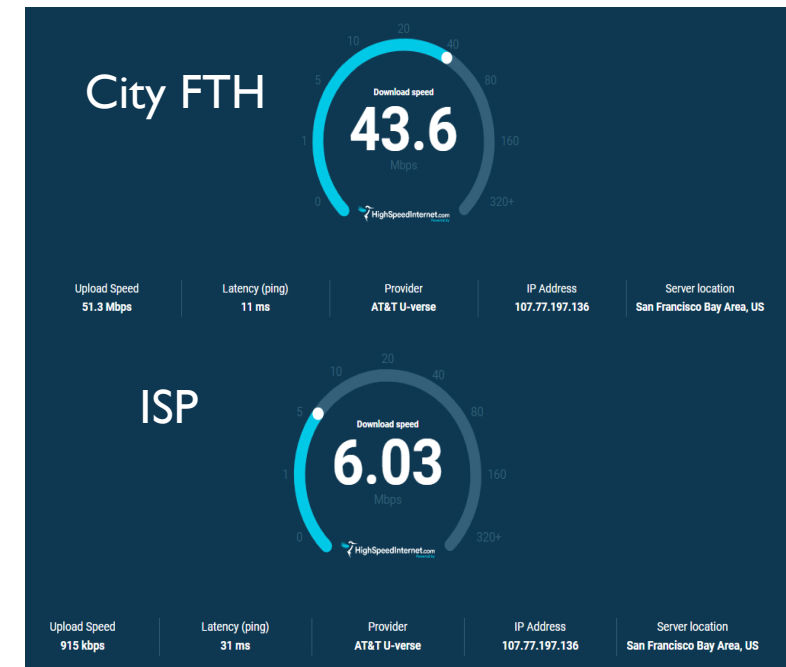 City FTH
0
1
5
10
20
40
80
160
320+
Download speed
43.6
Mbps
HighSpeedInternet.com
Powered by
Upload Speed
51.3 Mbps
Latency (ping)
11 ms
Provider
AT&T U-verse
IP Address
107.77.197.136
Server location
San Francisco Bay Area, US
ISP
0
1
5
10
20
40
80
160
320+
Download speed
6.03
Mbps
HighSpeedInternet.com
Powered by
Upload Speed
915 kbps
Latency (ping)
31 ms
Provider
AT&T U-verse
IP Address
107.77.197.136
Server location
San Francisco Bay Area, US